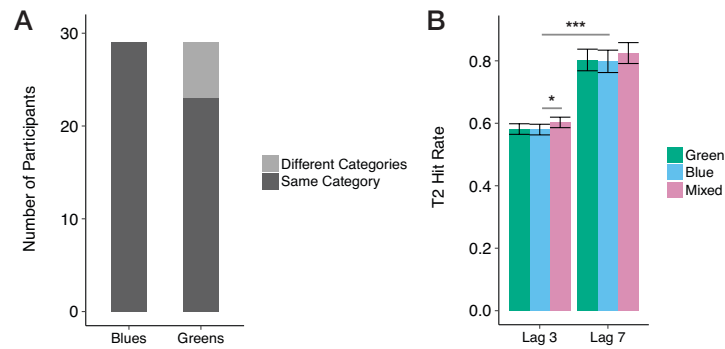 A
Number of Participants
30
20
10
0
Blues Greens
Different Categories
Same Category
B
T2 Hit Rate
0.8
0.6
0.4
0.2
0.0
***
*
Lag 3 Lag 7
Green
Blue
Mixed